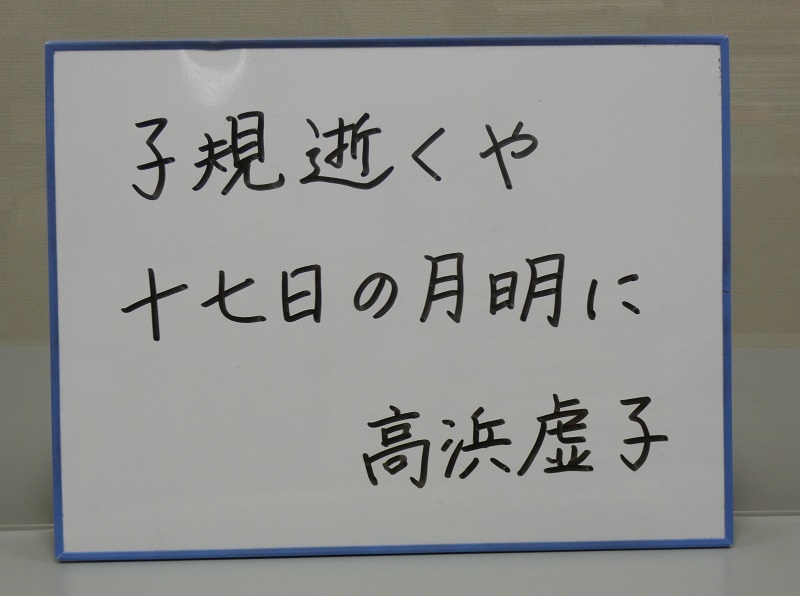 子規逝くや
十七日の月明に
高浜虚子